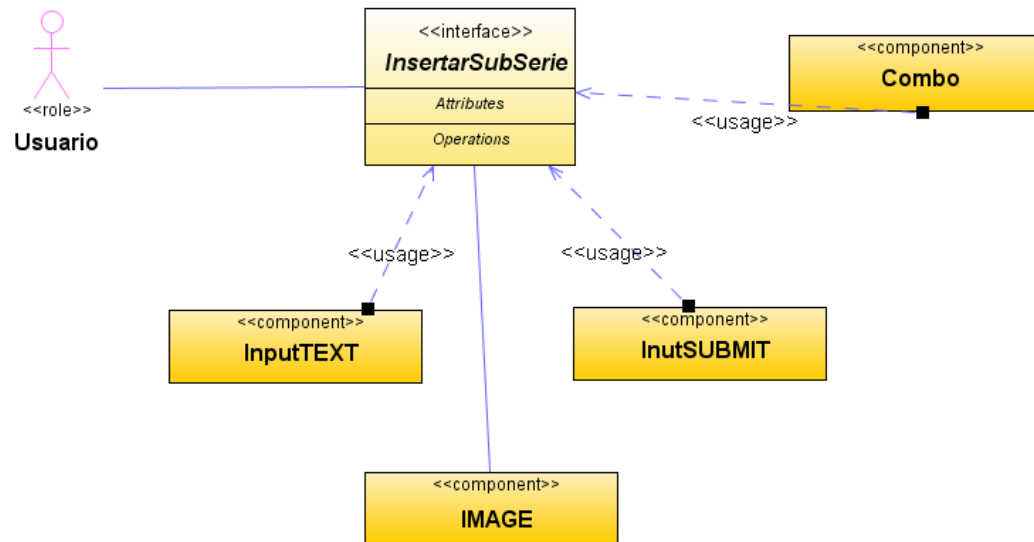 <<interface>>
InsertarSubSerie
Attributes
Operations
<<role>>
Usuario
<<component>>
Combo
<<usage>>
<<usage>>
<<usage>>
<<component>>
InputTEXT
<<component>>
InutSUBMIT
<<component>>
IMAGE